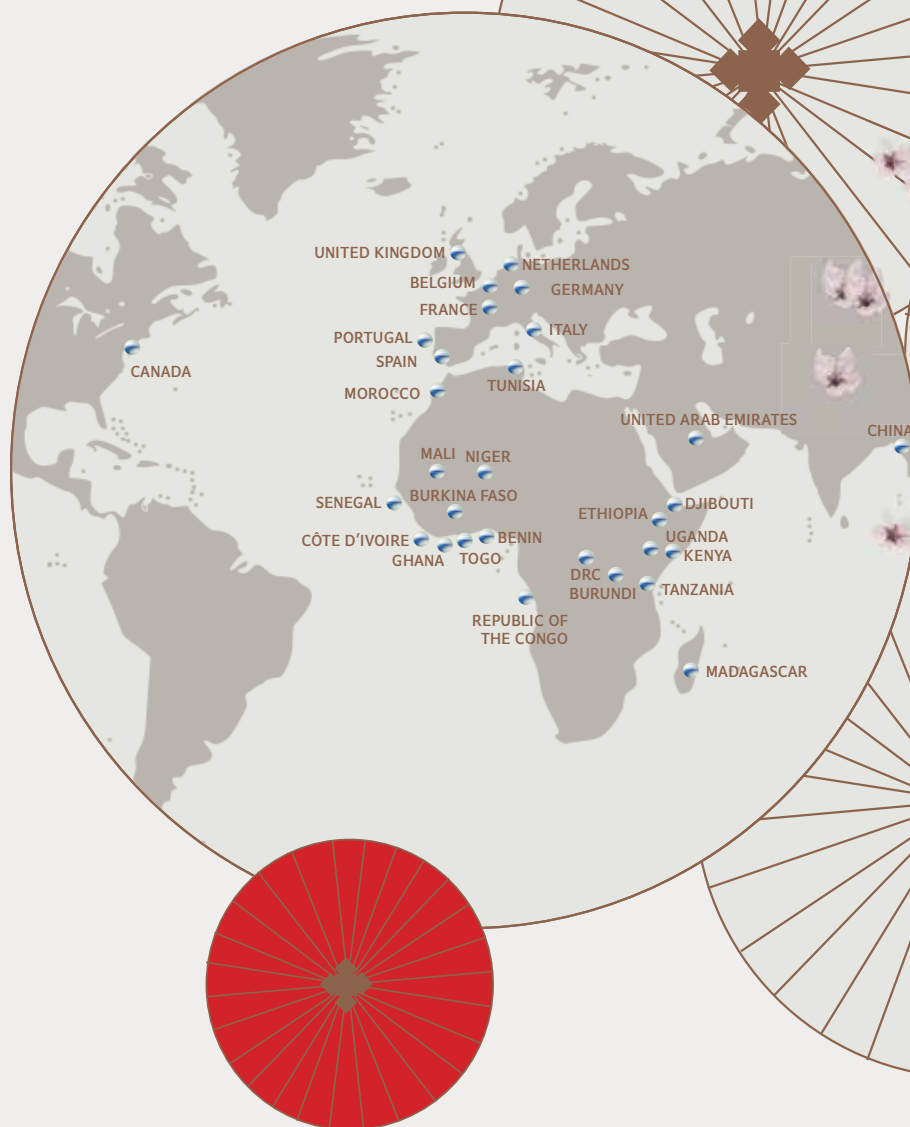 UNITED KINGDOM
NETHERLANDS
BELGIUM
GERMANY
FRANCE
ITALY
PORTUGAL
SPAIN
CANADA
TUNISIA
MOROCCO
UNITED ARAB EMIRATES
CHINA
MALI
NIGER
BURKINA FASO
SENEGAL
DJIBOUTI
ETHIOPIA
CÔTE D’IVOIRE
BENIN
UGANDA
GHANA
TOGO
KENYA
DRC
BURUNDI
TANZANIA
REPUBLIC OF
THE CONGO
MADAGASCAR